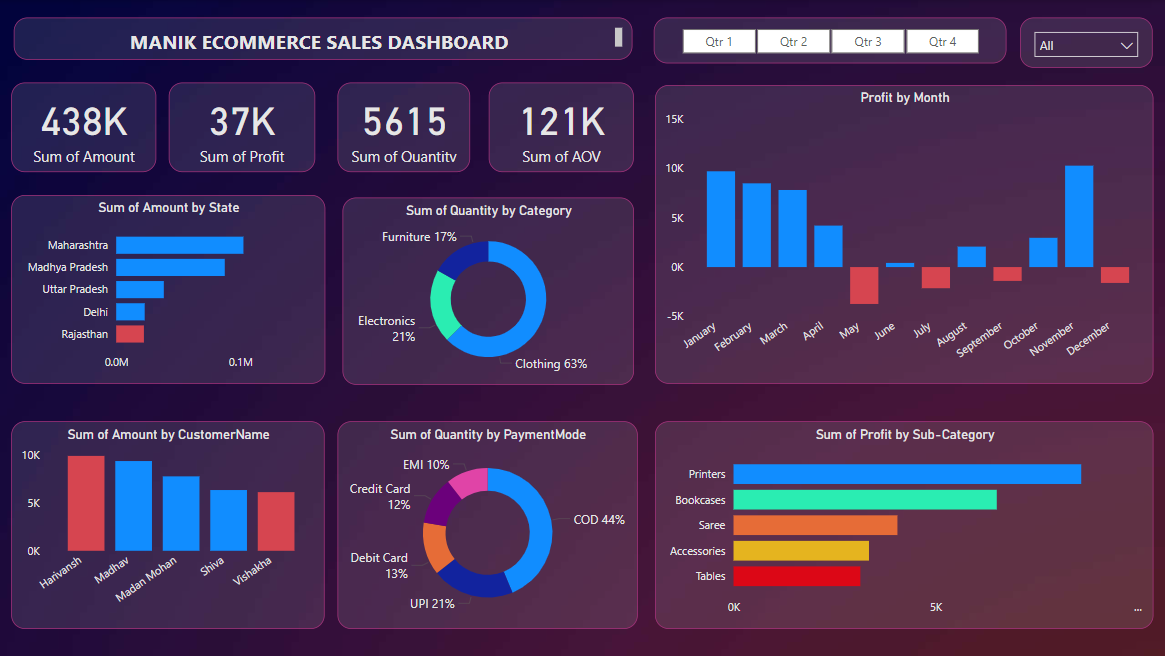 MANIK ECOMMERCE SALES DASHBOARD
Qtr 1
Qtr 2
Qtr 3
Qtr 4
All
438K
Sum of Amount
37K
Sum of Profit
5615
Sum of Quantity
121K
Sum of AOV
Profit by Month
15K
10K
5K
0K
-5K
January
February
March
April
May
June
July
August
September
October
November
December
Sum of Amount by State
Maharashtra
Madhya Pradesh
Uttar Pradesh
Delhi
Rajasthan
0.0M
0.1M
Sum of Quantity by Category
Furniture 17%
Electronics
21%
Clothing 63%
Sum of Amount by CustomerName
10K
5K
0K
Harivansh
Madhav
Madan Mohan
Shiva
Vishakha
Sum of Quantity by PaymentMode
EMI 10%
Credit Card
12%
COD 44%
Debit Card
13%
UPI 21%
Sum of Profit by Sub-Category
Printers
Bookcases
Saree
Accessories
Tables
0K
5K
...